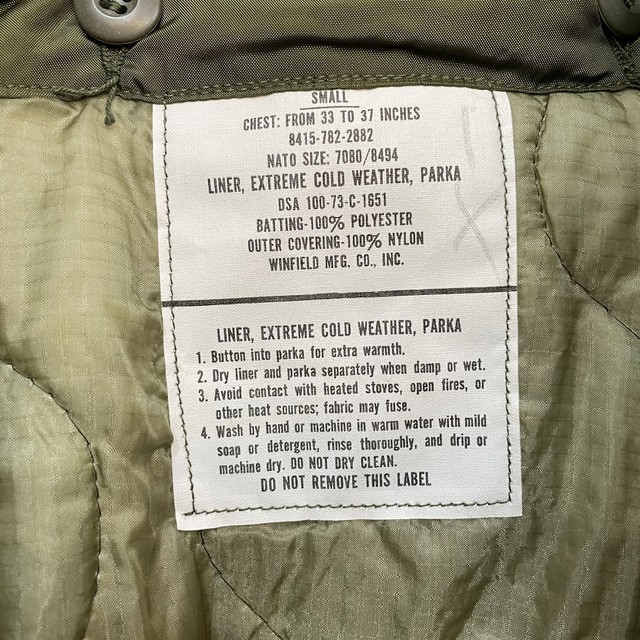 SMALL
CHEST: FROM 33 TO 37 INCHES
8415-782-2882
NATO SIZE: 7080/8494
LINER, EXTREME COLD WEATHER, PARKA
DSA 100-73-C-1651
BATTING-100% POLYESTER
OUTER COVERING-100% NYLON
WINFIELD MFG. CO., INC.
LINER, EXTREME COLD WEATHER, PARKA
1. Button into parka for extra warmth.
2. Dry liner and parka separately when damp or wet.
3. Avoid contact with heated stoves, open fires, or
other heat sources; fabric may fuse.
4. Wash by hand or machine in warm water with mild
soap or detergent, rinse thoroughly, and drip or
machine dry. DO NOT DRY CLEAN.
DO NOT REMOVE THIS LABEL